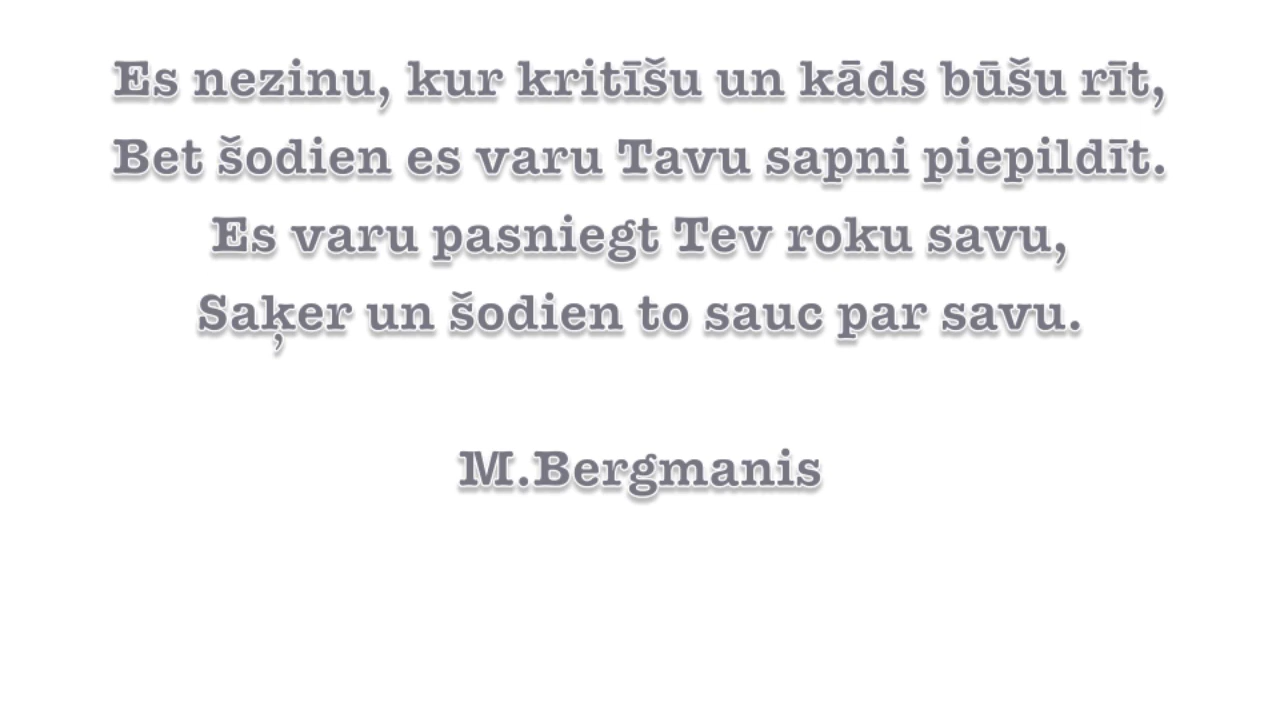 Es nezinu, kur kritīšu un kāds būšu rīt,
Bet šodien es varu Tavu sapni piepildīt.
Es varu pasniegt Tev roku savu,
Saķer un šodien to sauc par savu.
M.Bergmanis